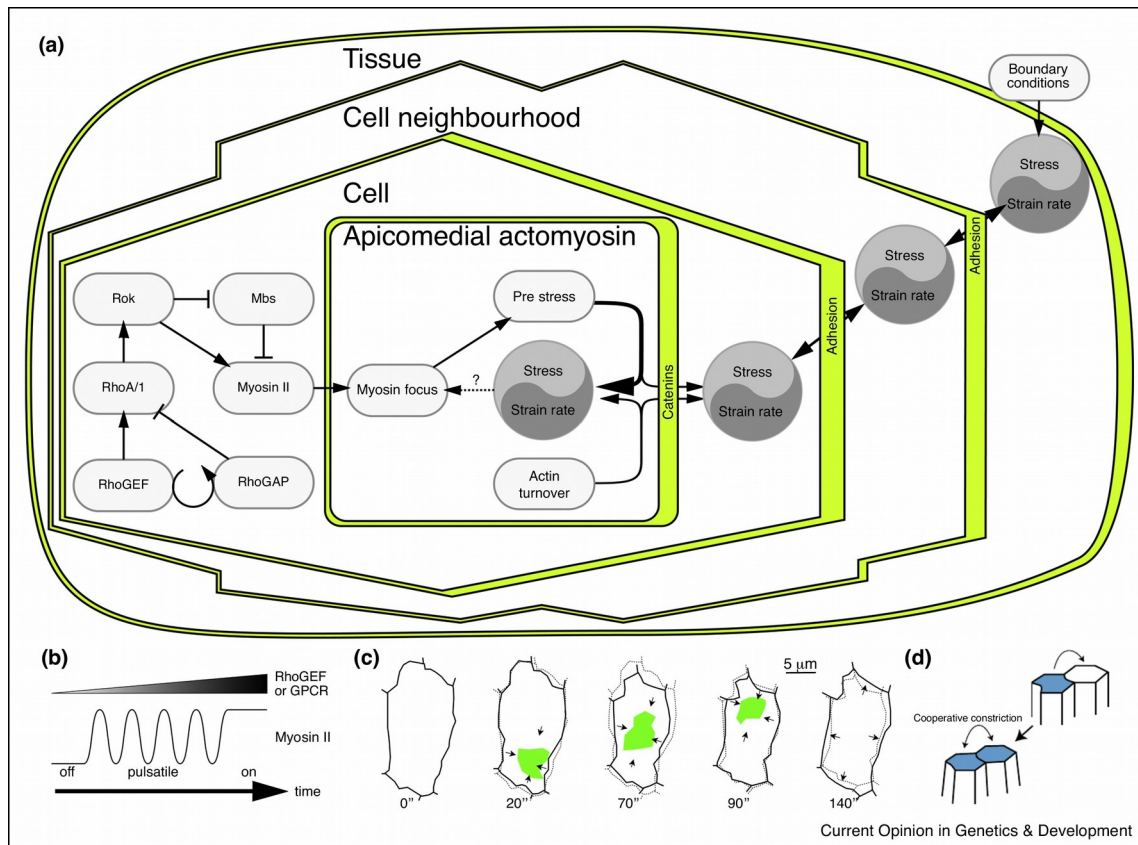 (a)
Tissue
Boundary
conditions
Cell neighbourhood
Stress
Strain rate
Cell
Adhesion
Apicomedial actomyosin
Stress
Strain rate
Adhesion
Rok
Mbs
Pre stress
RhoA/1
Myosin II
Myosin focus
?
Stress
Strain rate
Catenins
Stress
Strain rate
RhoGEF
RhoGAP
Actin
turnover
(b)
RhoGEF
or GPCR
Myosin II
off
pulsatile
on
time
(c)
5 µm
0”
20”
70”
90”
140”
(d)
Cooperative constriction
Current Opinion in Genetics & Development